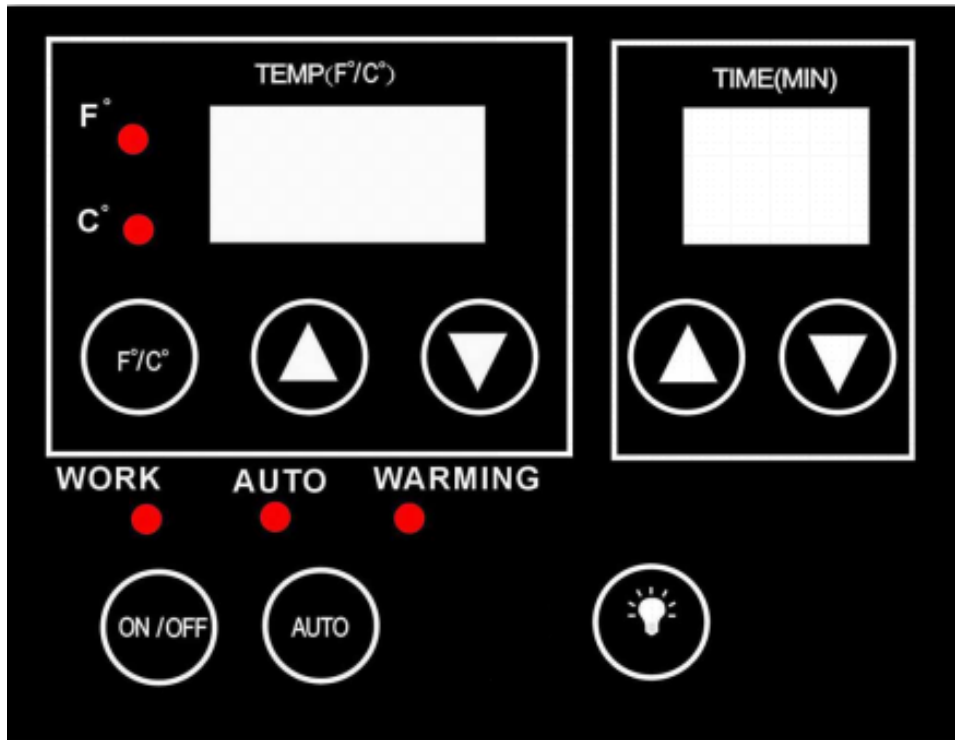 TEMP(F°/C°)
TIME(MIN)
F°
C°
F°/C°
WORK
AUTO
WARMING
ON/OFF
AUTO